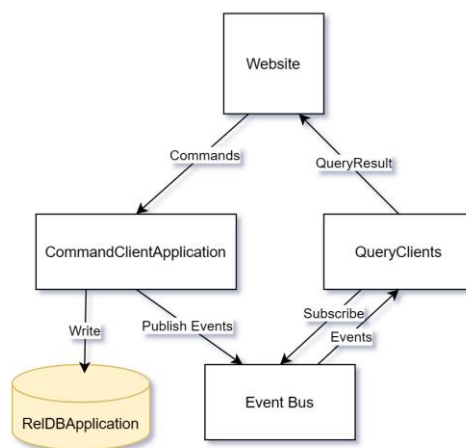 Website
Commands
QueryResult
CommandClientApplication
QueryClients
Subscribe
Write
Publish Events
Events
RelDBApplication
Event Bus